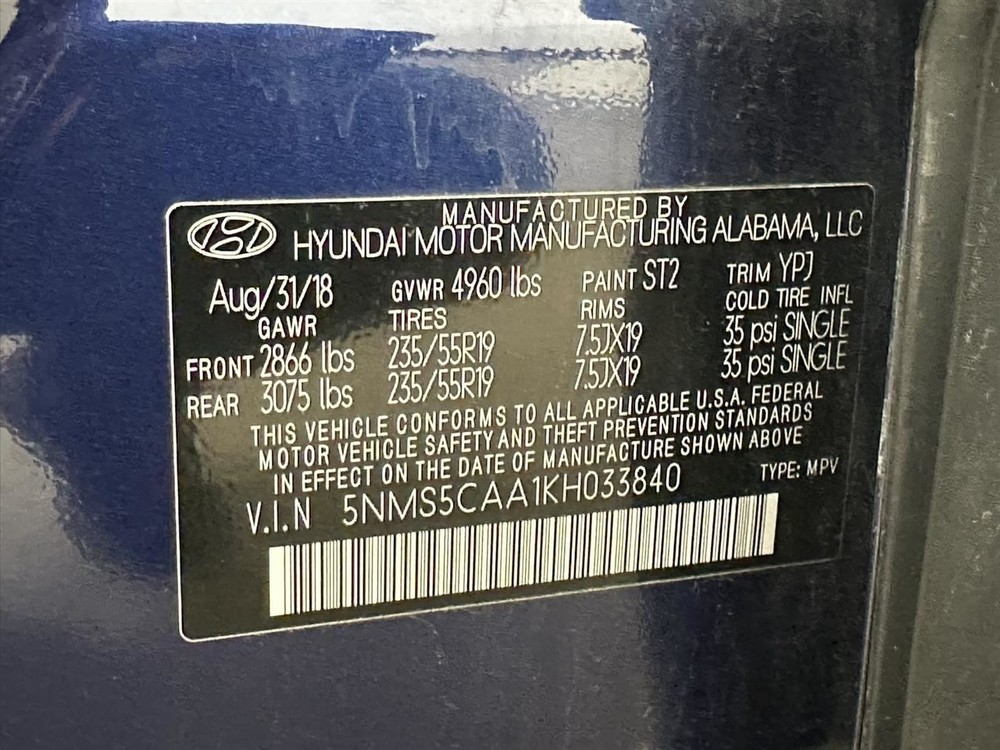 MANUFACTURED BY
HYUNDAI MOTOR MANUFACTURING ALABAMA, LLC
Aug/31/18 GVWR 4960 lbs PAINT ST2 TRIM YPJ
GAWR TIRES RIMS COLD TIRE INFL
FRONT 2866 lbs 235/55R19 7.5JX19 35 psi SINGLE
REAR 3075 lbs 235/55R19 7.5JX19 35 psi SINGLE
THIS VEHICLE CONFORMS TO ALL APPLICABLE U.S.A. FEDERAL
MOTOR VEHICLE SAFETY AND THEFT PREVENTION STANDARDS
IN EFFECT ON THE DATE OF MANUFACTURE SHOWN ABOVE
V.I.N 5NMS5CAA1KH033840 TYPE: MPV